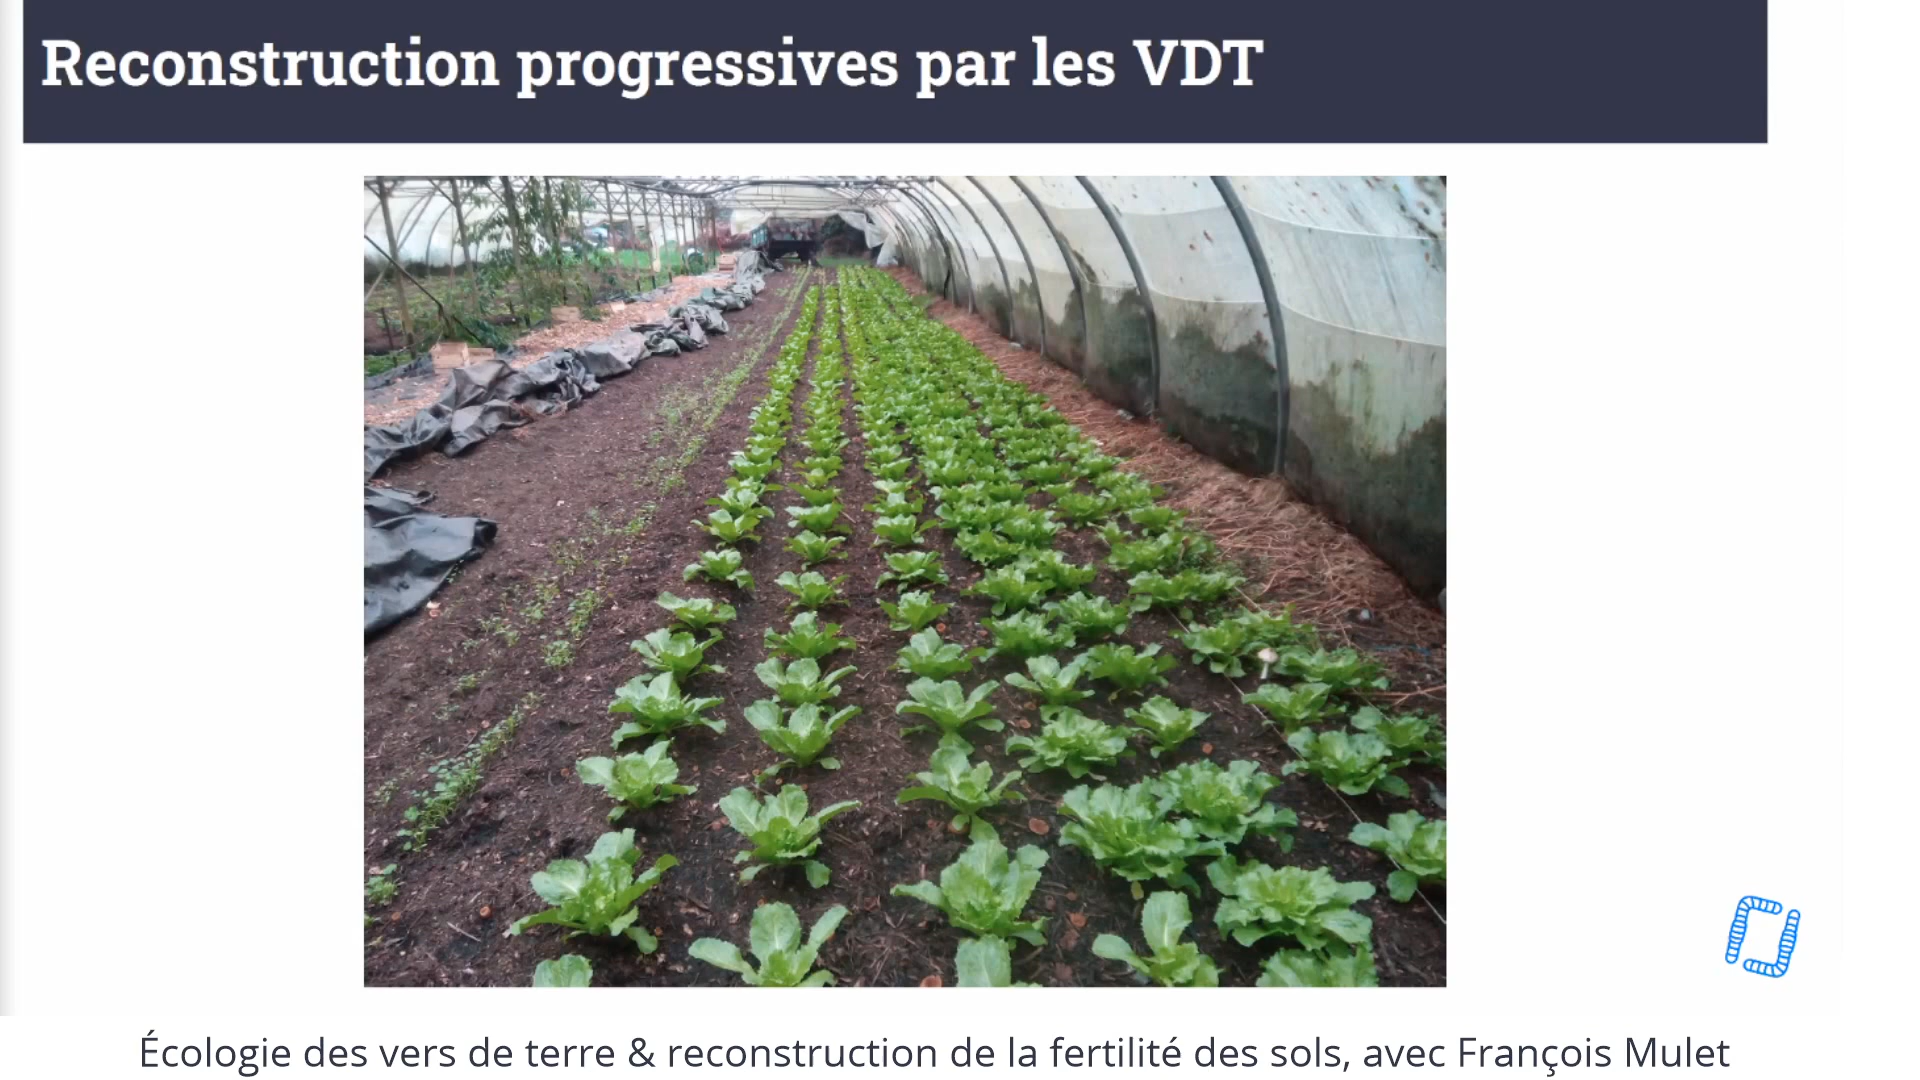 Reconstruction progressives par les VDT
Écologie des vers de terre & reconstruction de la fertilité des sols, avec François Mulet